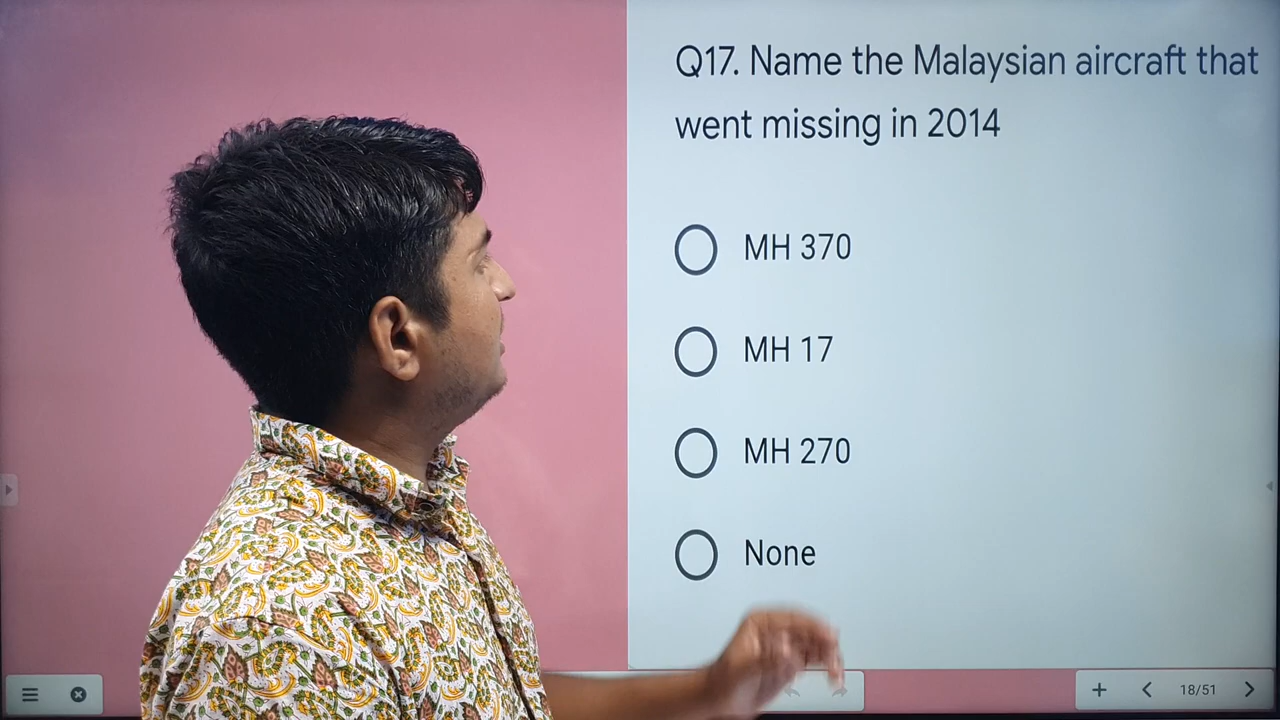 Q17. Name the Malaysian aircraft that
went missing in 2014
MH 370
MH 17
MH 270
None
18/51